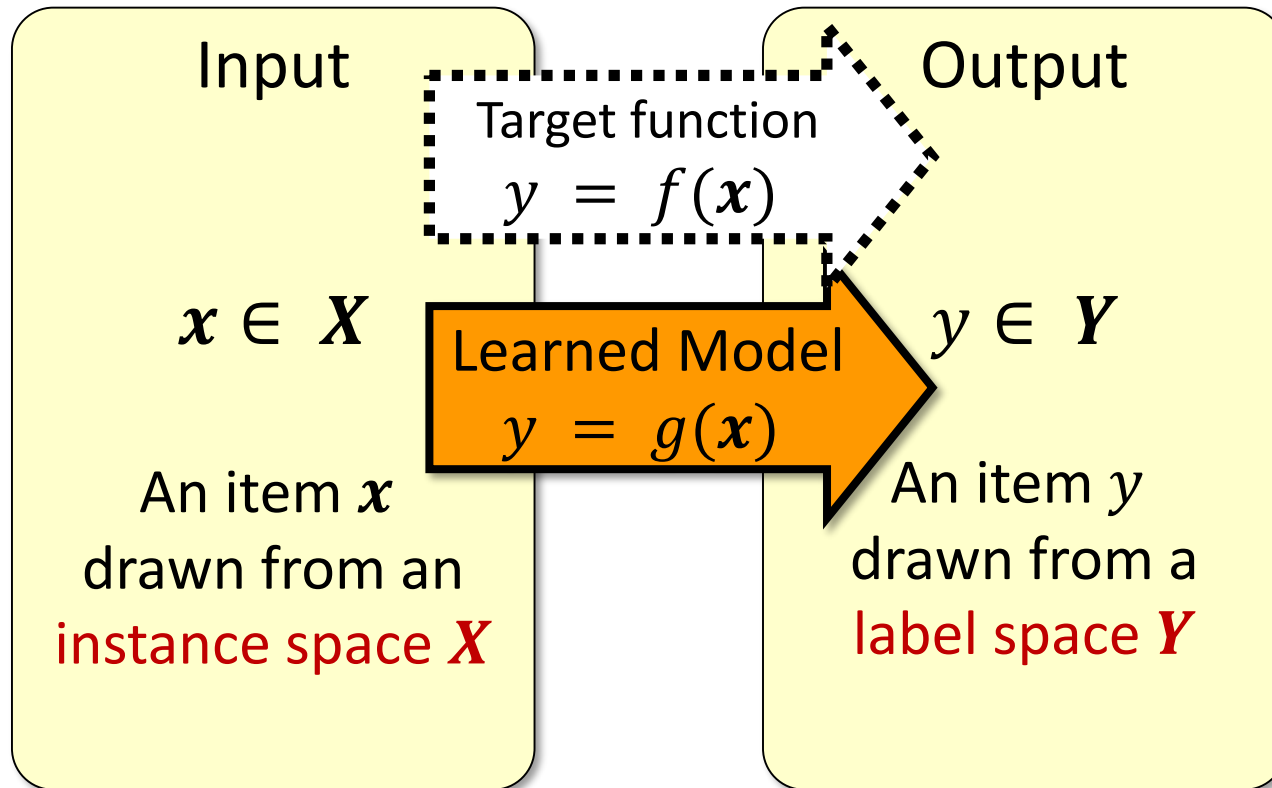 Input
Target function
y = f(x)
Output
x ∈ X
Learned Model
y = g(x)
y ∈ Y
An item x
drawn from an
instance space X
An item y
drawn from a
label space Y